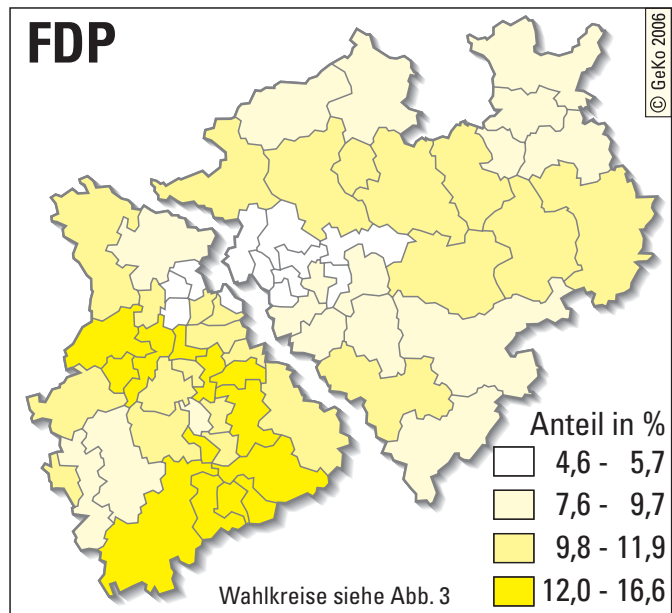 FDP
© GeKo 2006
Anteil in %
4,6 - 5,7
7,6 - 9,7
9,8 - 11,9
12,0 - 16,6
Wahlkreise siehe Abb. 3